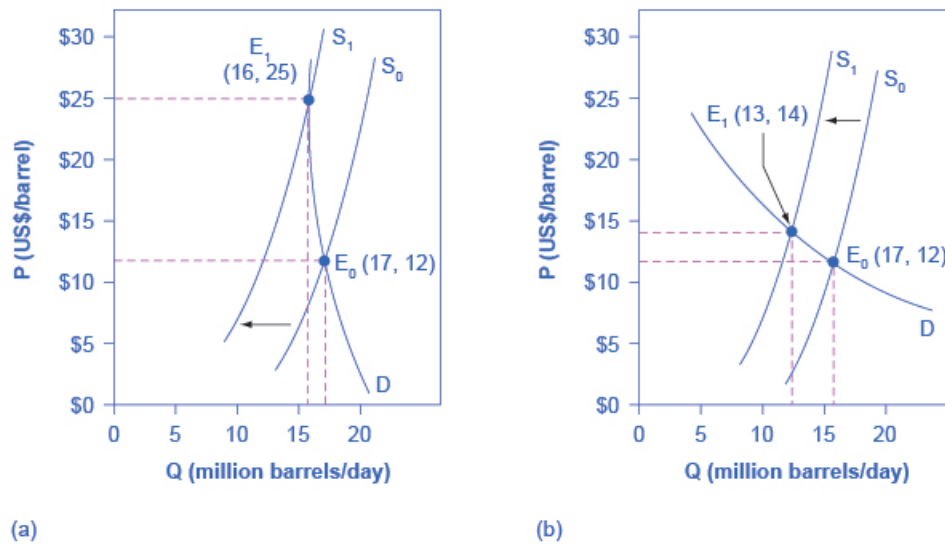 $30
$25
$20
$15
$10
$5
$0
P (US$/barrel)
E1
(16, 25)
S1
S0
E0 (17, 12)
D
0 5 10 15 20
Q (million barrels/day)
(a)
$30
$25
$20
$15
$10
$5
$0
P (US$/barrel)
S1
S0
E1 (13, 14)
E0 (17, 12)
D
0 5 10 15 20
Q (million barrels/day)
(b)